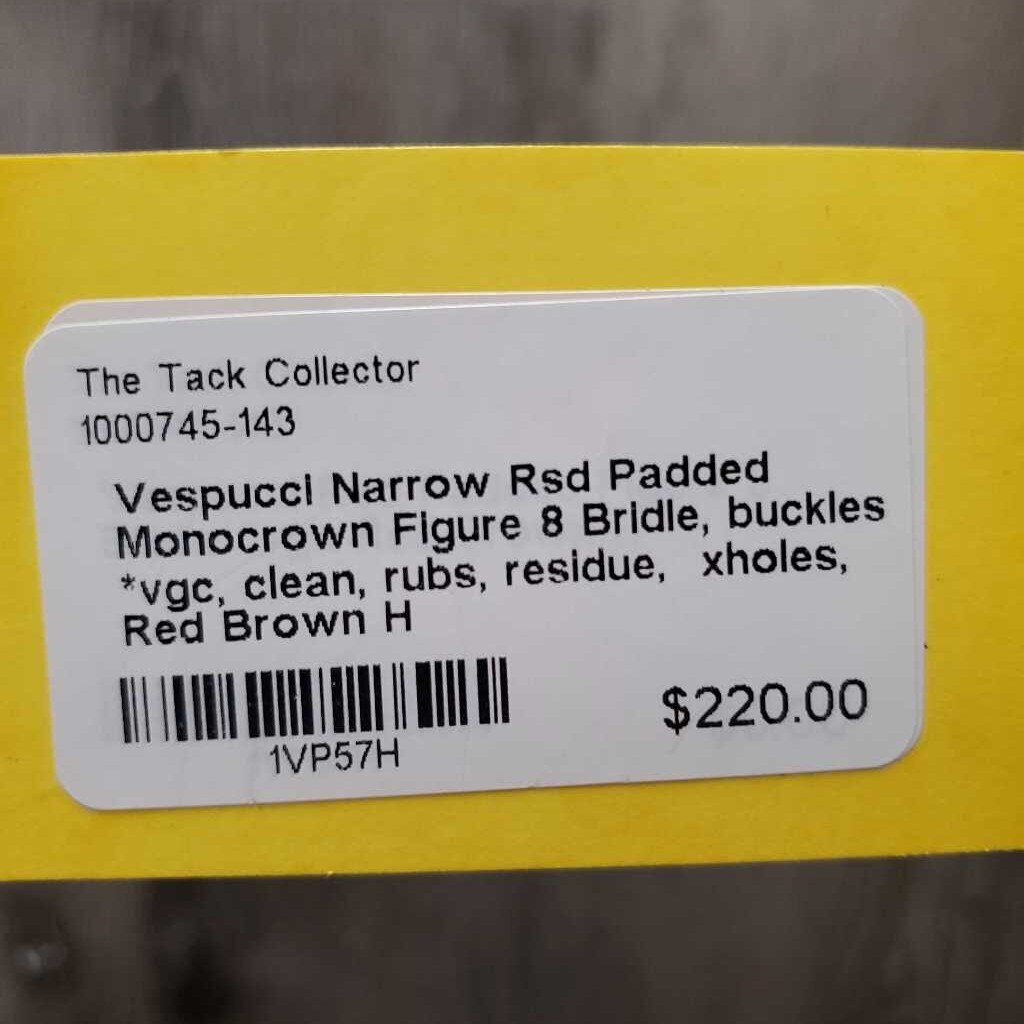 The Tack Collector
1000745-143
Vespucci Narrow Rsd Padded
Monocrown Figure 8 Bridle, buckles
*vgc, clean, rubs, residue, xholes,
Red Brown H
1VP57H
$220.00